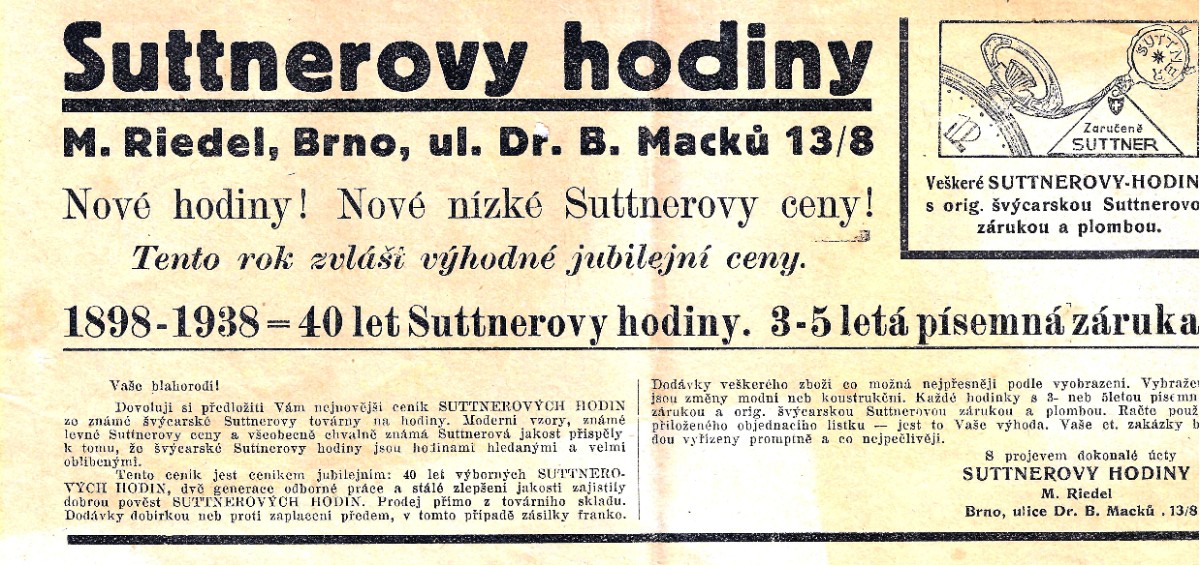 Suttnerovy hodiny
M. Riedel, Brno, ul. Dr. B. Macků 13/8
Nové hodiny! Nové nízké Suttnerovy ceny!
Tento rok zvlášť výhodné jubilejní ceny.
SUTTNER
12
Zaručeně
SUTTNER
Veškeré SUTTNEROVY-HODIN
s orig. švýcarskou Suttnerovo
zárukou a plombou.
1898-1938 = 40 let Suttnerovy hodiny. 3-5 letá písemná záruka
Vaše blahorodí!
Dovoluji si předložiti Vám nejnovější ceník SUTTNEROVÝCH HODIN
ze známé švýcarské Suttnerovy továrny na hodiny. Moderní vzory, známé
levné Suttnerovy ceny a všeobecně chvalně známá Suttnerová jakost přispěly
k tomu, že švýcarské Suttnerovy hodiny jsou hodinami hledanými a velmi
oblíbenými.
Tento ceník jest ceníkem jubilejním: 40 let výborných SUTTNERO-
VÝCH HODIN, dvě generace odborné práce a stálé zlepšení jakosti zajistily
dobrou pověst SUTTNEROVÝCH HODIN. Prodej přímo z továrního skladu.
Dodávky dobírkou neb proti zaplacení předem, v tomto případě zásilky franko.
Dodávky veškerého zboží co možná nejpřesněji podle vyobrazení. Vybraže
jsou změny modní neb koustrukční. Každé hodinky s 3- neb 5letou písemn
zárukou a orig. švýcarskou Suttnerovou zárukou a plombou. Račte použ
přiloženého objednacího lístku — jest to Vaše výhoda. Vaše ct. zakázky b
dou vyřízeny promptně a co nejpečlivěji.
S projevem dokonalé úcty
SUTTNEROVY HODINY
M. Riedel
Brno, ulice Dr. B. Macků . 13/8